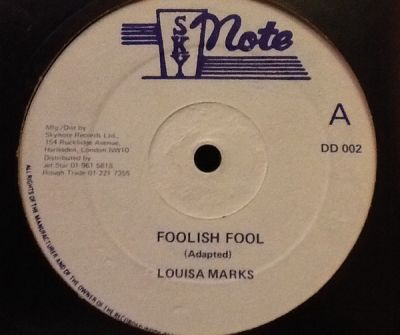 SKY Note
A
DD 002
Mfg/Dist by
Skynote Records Ltd.,
154 Rucklidge Avenue,
Harlesden, London NW10
Distributed by
Jet Star 01 961 5818
Rough Trade 01 221 7355
FOOLISH FOOL
(Adapted)
LOUISA MARKS
ALL RIGHTS OF THE MANUFACTURER AND OF THE OWNER OF THE RECORDED